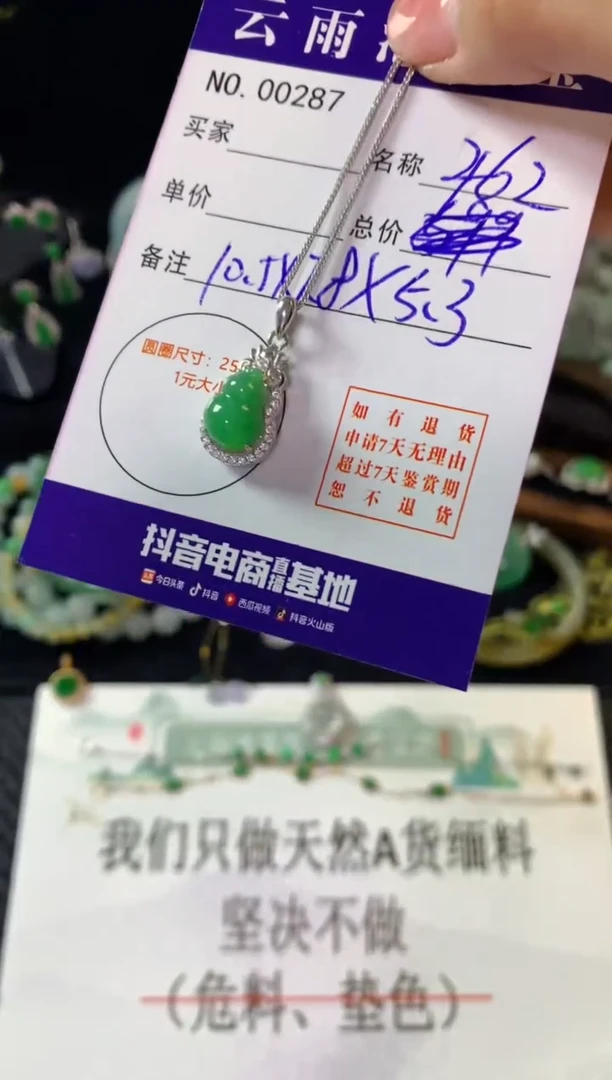 云雨
NO. 00287
买家
名称
462
单价
总价
备注
10.1X7.8X5.3
圆圈尺寸：25
1元大小
如有退货
申请7天无理由
超过7天鉴赏期
恕不退货
抖音电商直播基地
今日头条 抖音 西瓜视频 抖音火山版
我们只做天然A货缅料
坚决不做
（危料、垫色）